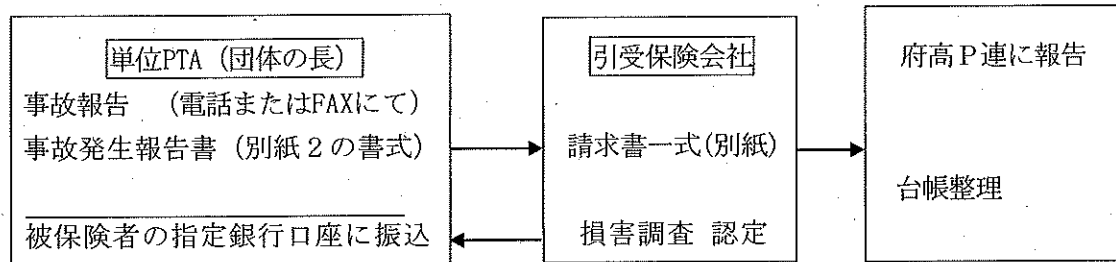 単位PTA（団体の長）
事故報告　（電話またはFAXにて）
事故発生報告書（別紙２の書式）
被保険者の指定銀行口座に振込
引受保険会社
請求書一式(別紙)
損害調査 認定
府高Ｐ連に報告
台帳整理